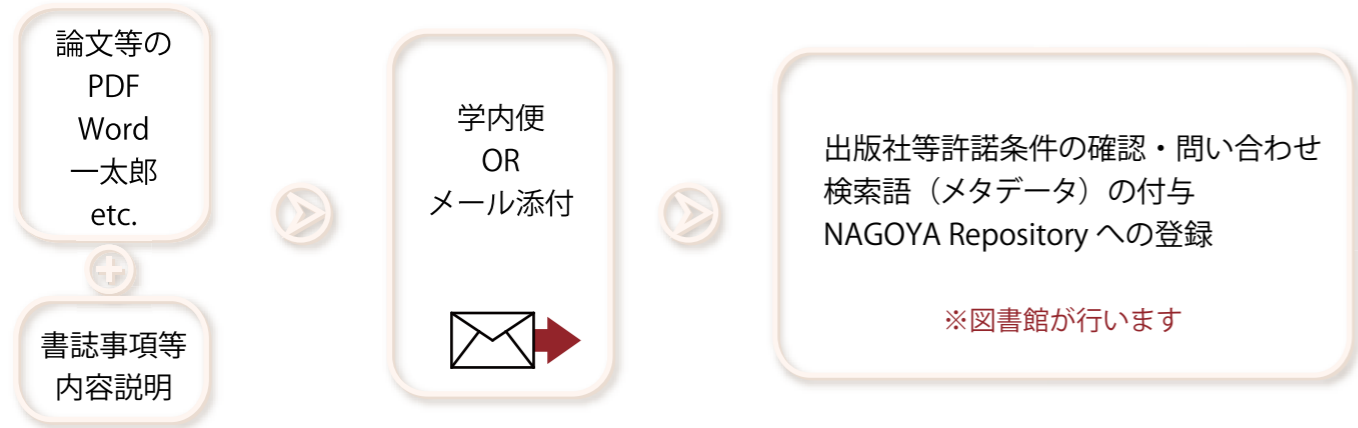 論文等の
PDF
Word
一太郎
etc.
書誌事項等
内容説明
学内便
OR
メール添付
出版社等許諾条件の確認・問い合わせ
検索語（メタデータ）の付与
NAGOYA Repository への登録
※図書館が行います